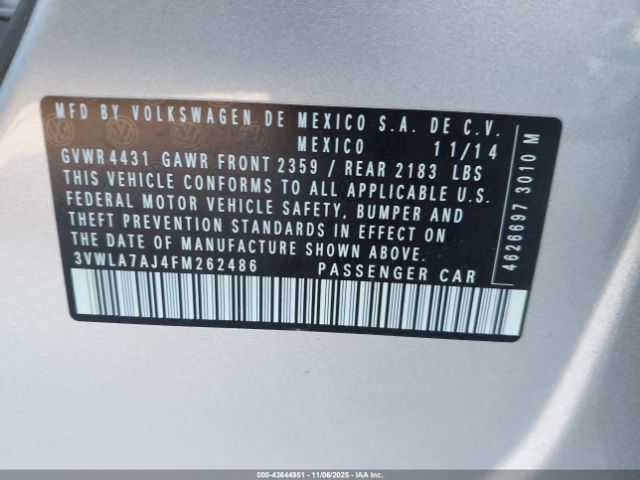 MFD BY VOLKSWAGEN DE MEXICO S.A. DE C.V.
MEXICO 11/14
GVWR 4431 GAWR FRONT 2359 / REAR 2183 LBS
THIS VEHICLE CONFORMS TO ALL APPLICABLE U.S.
FEDERAL MOTOR VEHICLE SAFETY, BUMPER AND
THEFT PREVENTION STANDARDS IN EFFECT ON
THE DATE OF MANUFACTURE SHOWN ABOVE.
3VWLA7AJ4FM262486 PASSENGER CAR
46266973010 M
000-43644951 - 11/06/2025 - IAA Inc.